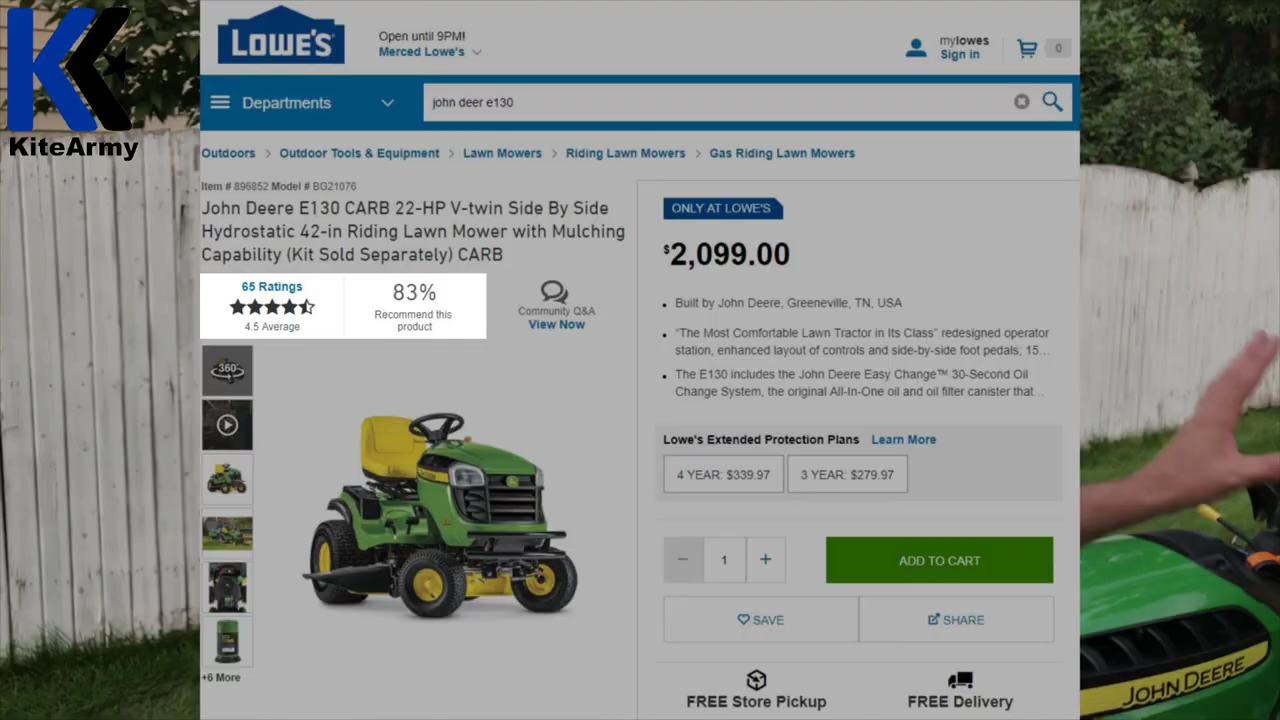 KiteArmy
LOWE'S
Open until 9PM!
Merced Lowe's
mylowes
Sign in
0
Departments
john deer e130
Outdoors > Outdoor Tools & Equipment > Lawn Mowers > Riding Lawn Mowers > Gas Riding Lawn Mowers
Item # 896852 Model # BG21076
John Deere E130 CARB 22-HP V-twin Side By Side
Hydrostatic 42-in Riding Lawn Mower with Mulching
Capability (Kit Sold Separately) CARB
65 Ratings
4.5 Average
83%
Recommend this
product
Community Q&A
View Now
360°
+6 More
ONLY AT LOWE'S
$2,099.00
Built by John Deere, Greeneville, TN, USA
“The Most Comfortable Lawn Tractor in Its Class” redesigned operator
station, enhanced layout of controls and side-by-side foot pedals, 15...
The E130 includes the John Deere Easy Change™ 30-Second Oil
Change System, the original All-In-One oil and oil filter canister that...
Lowe's Extended Protection Plans Learn More
4 YEAR: $339.97
3 YEAR: $279.97
− 1 +
ADD TO CART
SAVE
SHARE
FREE Store Pickup
FREE Delivery
JOHN DEERE